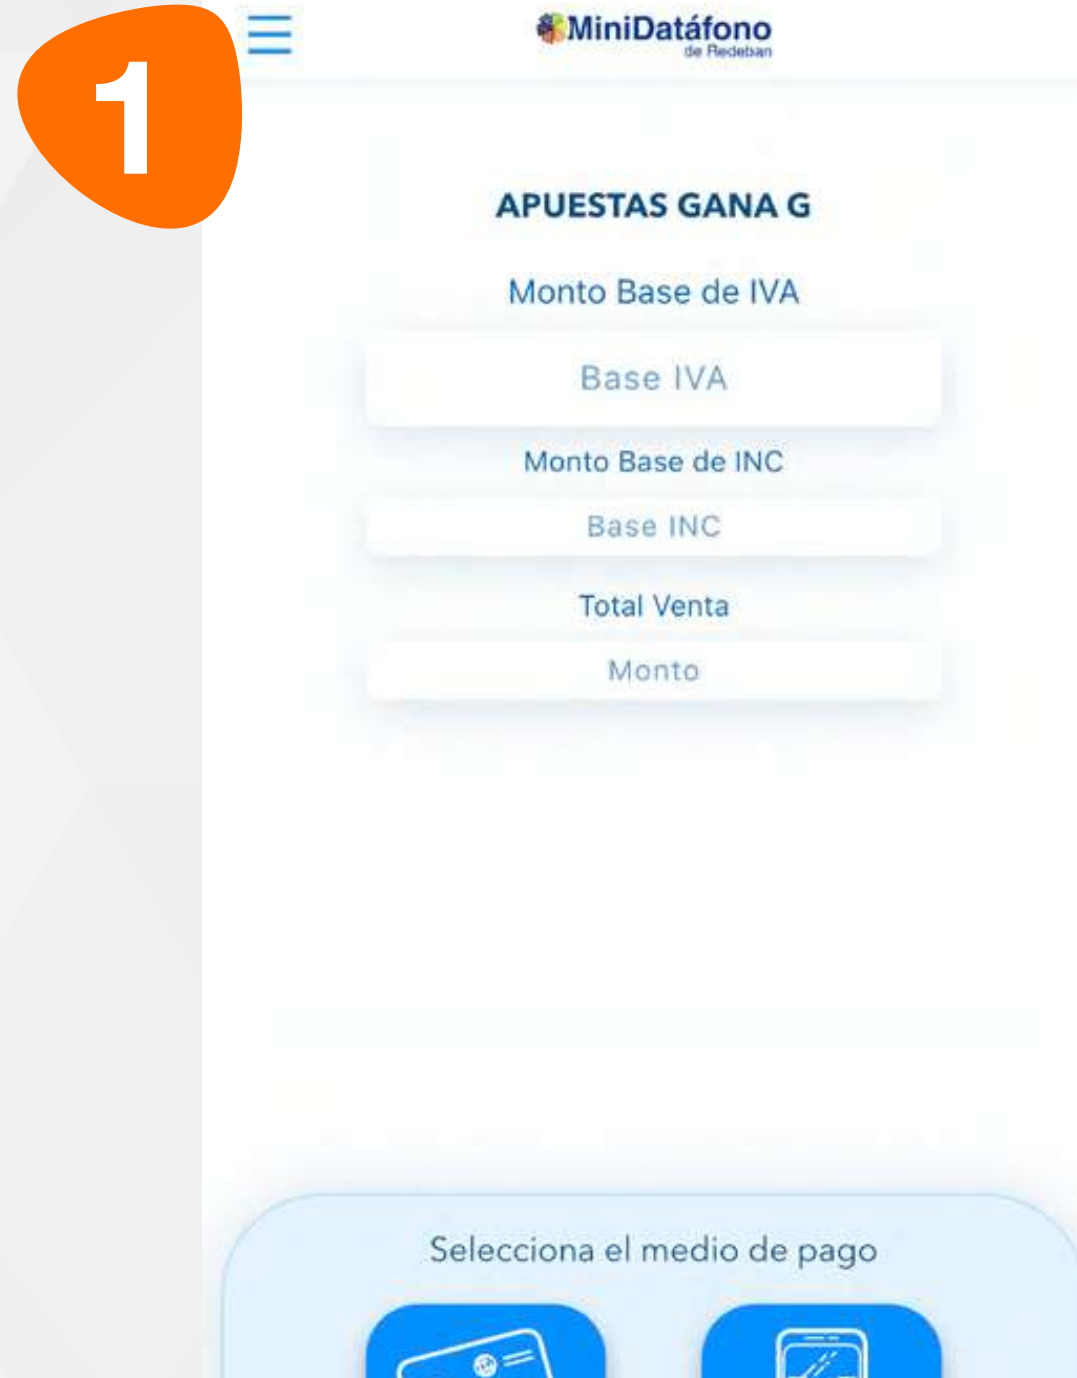 1
MiniDatáfono
de Redeban
APUESTAS GANA G
Monto Base de IVA
Base IVA
Monto Base de INC
Base INC
Total Venta
Monto
Selecciona el medio de pago